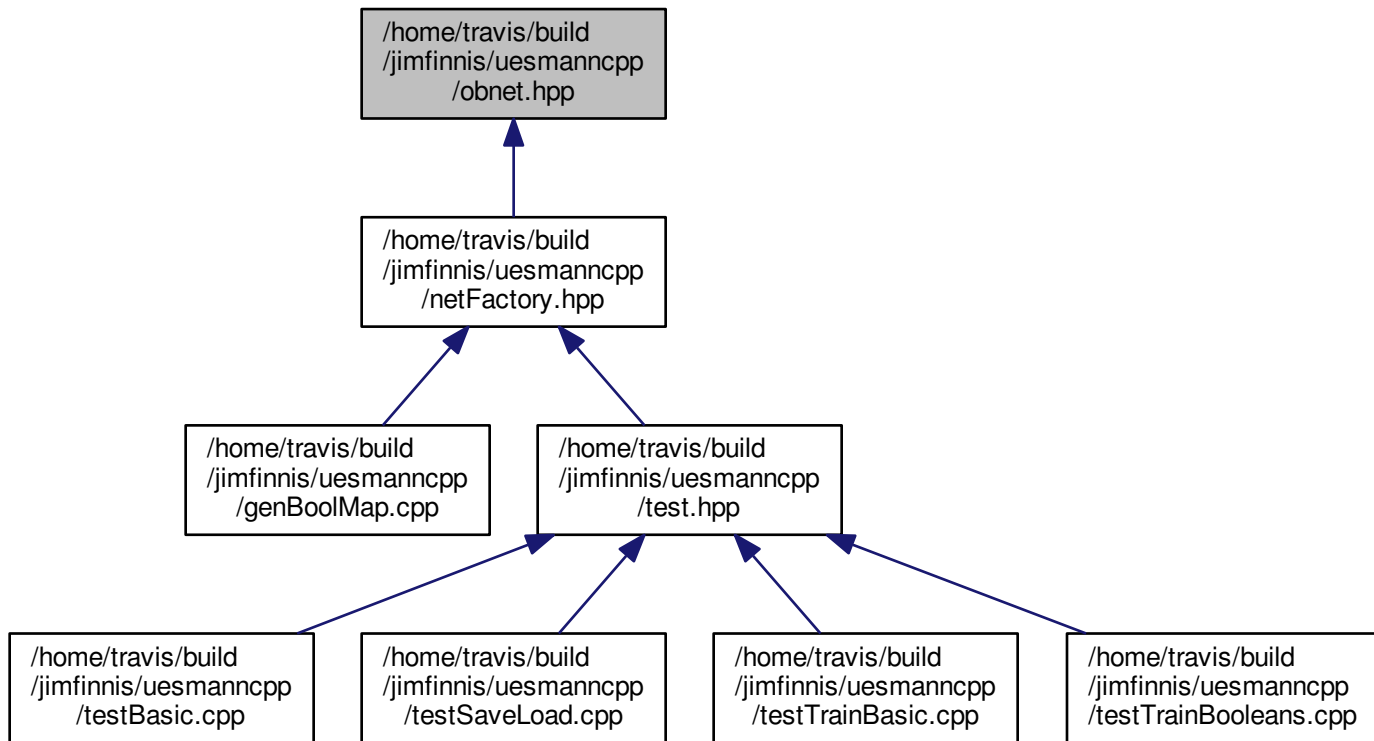 /home/travis/build
/jimfinnis/uesmanncpp
/obnet.hpp
/home/travis/build
/jimfinnis/uesmanncpp
/netFactory.hpp
/home/travis/build
/jimfinnis/uesmanncpp
/genBoolMap.cpp
/home/travis/build
/jimfinnis/uesmanncpp
/test.hpp
/home/travis/build
/jimfinnis/uesmanncpp
/testBasic.cpp
/home/travis/build
/jimfinnis/uesmanncpp
/testSaveLoad.cpp
/home/travis/build
/jimfinnis/uesmanncpp
/testTrainBasic.cpp
/home/travis/build
/jimfinnis/uesmanncpp
/testTrainBooleans.cpp